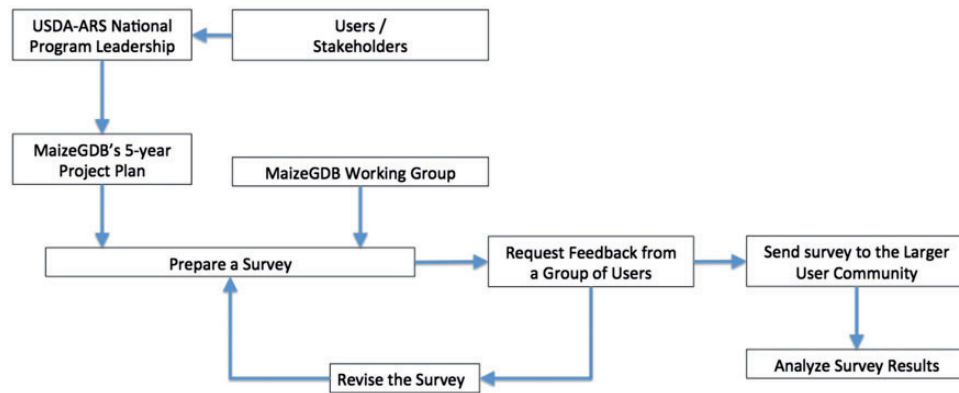 USDA-ARS National
Program Leadership
Users /
Stakeholders
MaizeGDB's 5-year
Project Plan
MaizeGDB Working Group
Prepare a Survey
Request Feedback from
a Group of Users
Send survey to the Larger
User Community
Revise the Survey
Analyze Survey Results